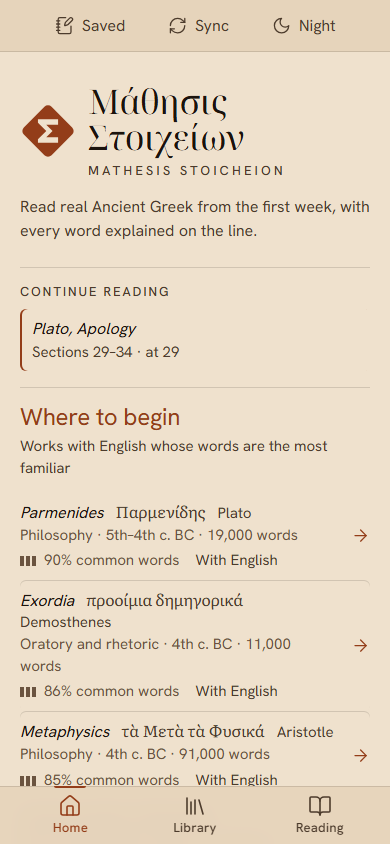 Saved Sync Night
Σ
Μάθησις
Στοιχείων
MATHESIS STOICHEION
Read real Ancient Greek from the first week, with
every word explained on the line.
CONTINUE READING
Plato, Apology
Sections 29–34 · at 29
Where to begin
Works with English whose words are the most
familiar
Parmenides Παρμενίδης Plato
Philosophy · 5th–4th c. BC · 19,000 words
90% common words With English
Exordia προοίμια δημηγορικά
Demosthenes
Oratory and rhetoric · 4th c. BC · 11,000
words
86% common words With English
Metaphysics τὰ Μετὰ τὰ Φυσικά Aristotle
Philosophy · 4th c. BC · 91,000 words
85% common words With English
Home Library Reading